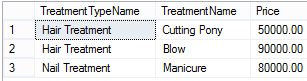 TreatmentTypeName TreatmentName Price
1 Hair Treatment Cutting Pony 50000.00
2 Hair Treatment Blow 90000.00
3 Nail Treatment Manicure 80000.00